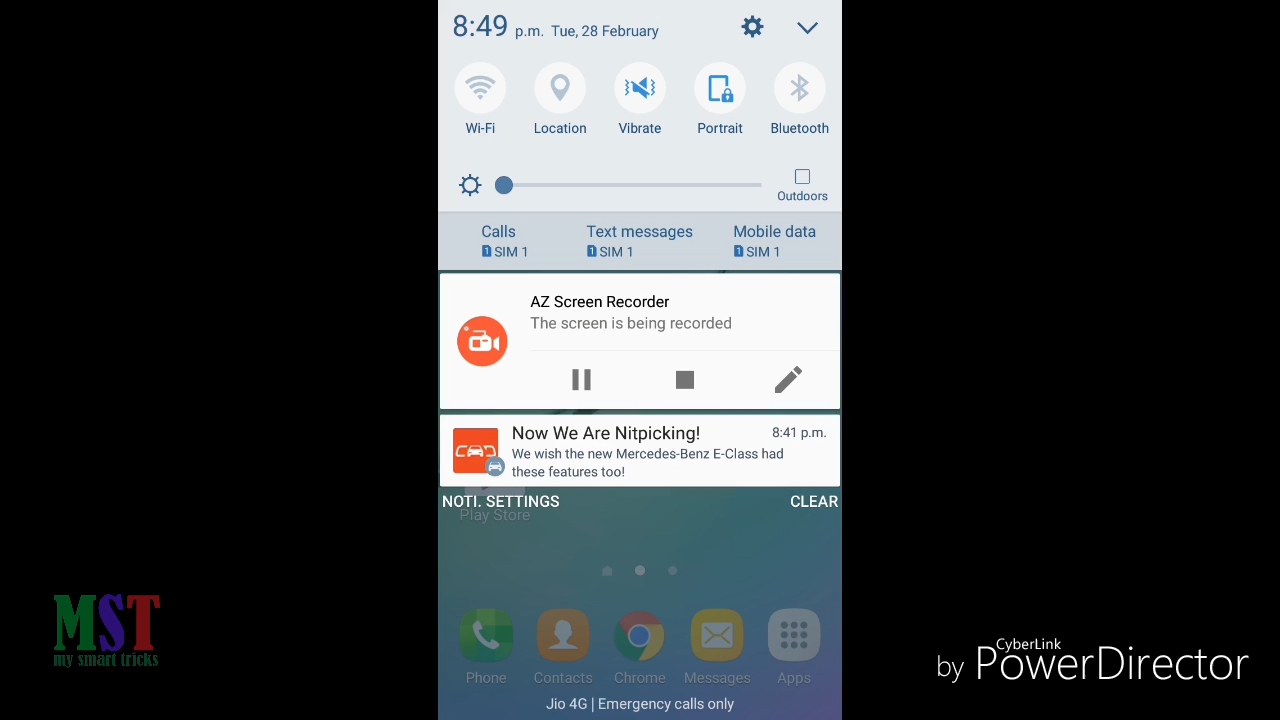 8:49 p.m. Tue, 28 February
Wi-Fi Location Vibrate Portrait Bluetooth
Outdoors
Calls Text messages Mobile data
1 SIM 1 1 SIM 1 1 SIM 1
AZ Screen Recorder
The screen is being recorded
Now We Are Nitpicking! 8:41 p.m.
We wish the new Mercedes-Benz E-Class had
these features too!
NOTI. SETTINGS CLEAR
Play Store
Phone Contacts Chrome Messages Apps
Jio 4G | Emergency calls only
MST
my smart tricks
CyberLink
by PowerDirector